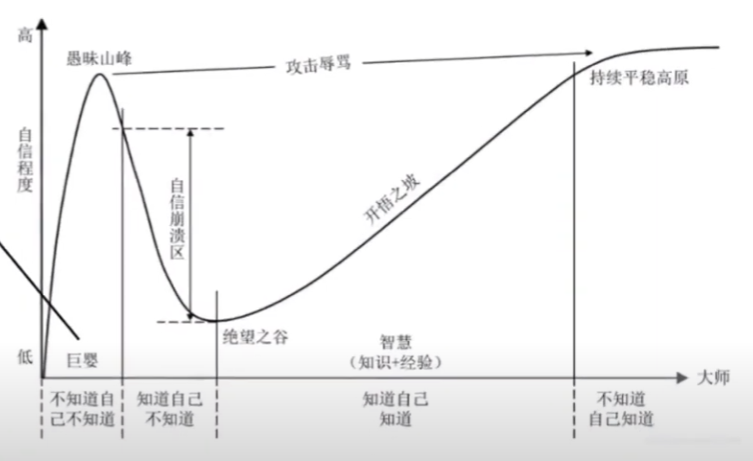 高
愚昧山峰
攻击辱骂
持续平稳高原
自信程度
自信崩溃区
开悟之坡
绝望之谷
智慧
（知识+经验）
低
巨婴
大师
不知道自
己不知道
知道自己
不知道
知道自己
知道
不知道
自己知道